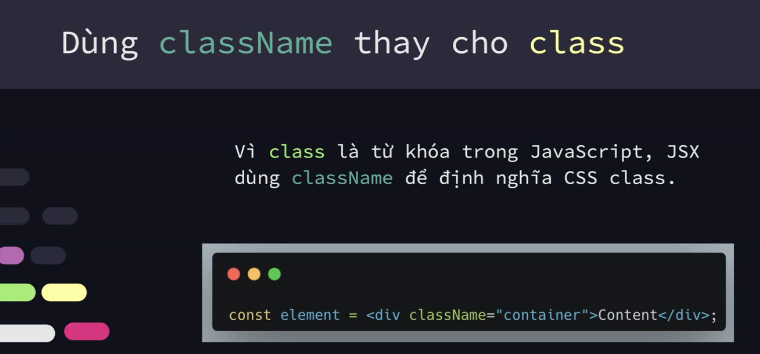 Dùng className thay cho class
Vì class là từ khóa trong JavaScript, JSX
dùng className để định nghĩa CSS class.
const element = <div className="container">Content</div>;